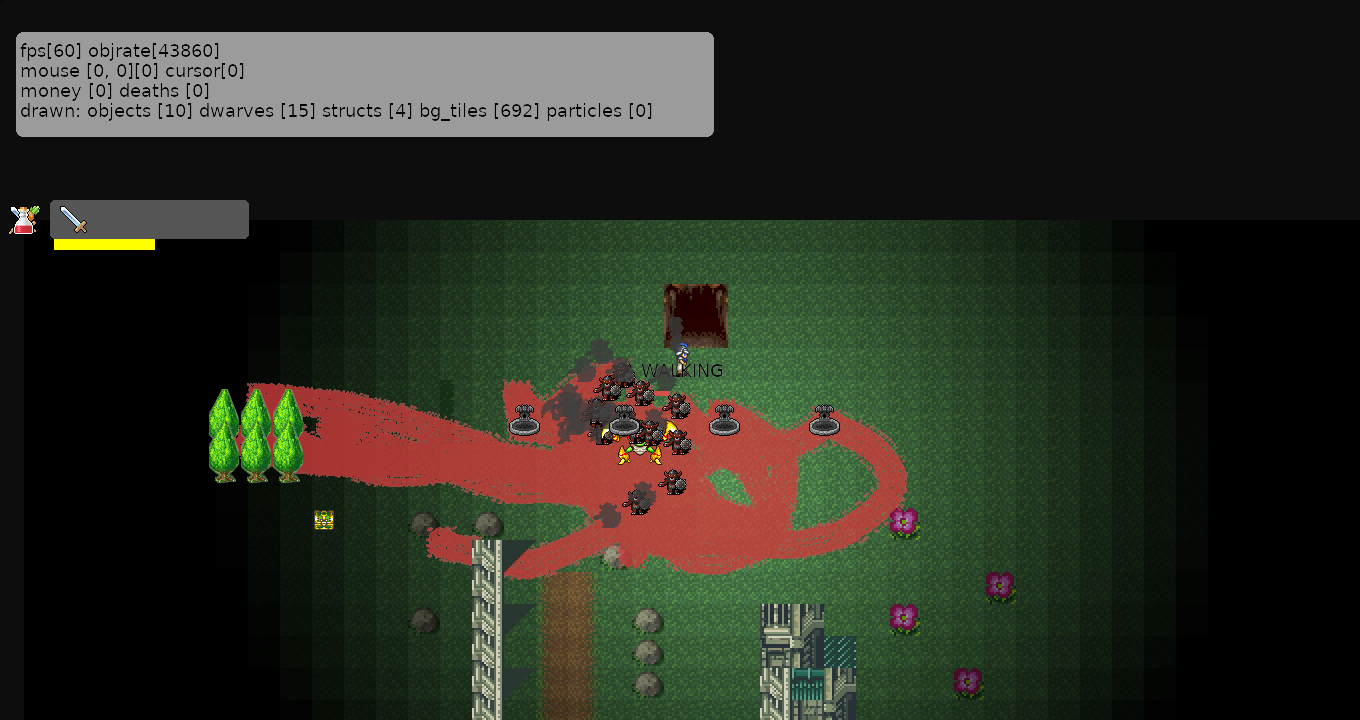 fps[60] objrate[43860]
mouse [0, 0][0] cursor[0]
money [0] deaths [0]
drawn: objects [10] dwarves [15] structs [4] bg_tiles [692] particles [0]
WALKING